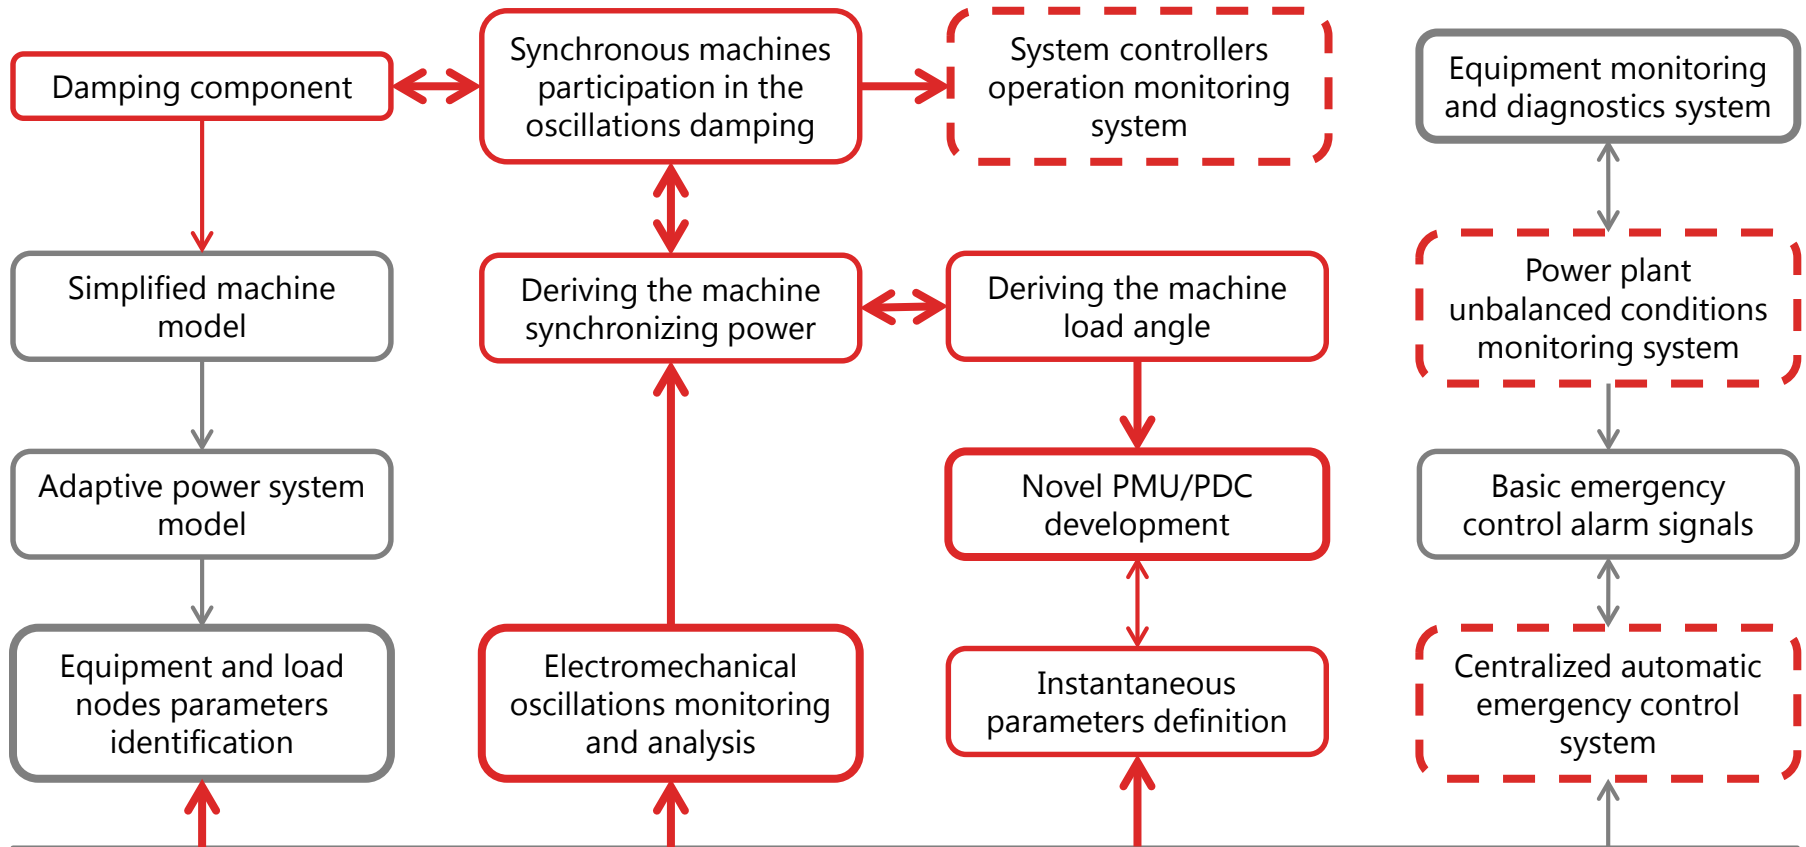 Damping component
Synchronous machines
participation in the
oscillations damping
System controllers
operation monitoring
system
Equipment monitoring
and diagnostics system
Simplified machine
model
Deriving the machine
synchronizing power
Deriving the machine
load angle
Power plant
unbalanced conditions
monitoring system
Adaptive power system
model
Novel PMU/PDC
development
Basic emergency
control alarm signals
Equipment and load
nodes parameters
identification
Electromechanical
oscillations monitoring
and analysis
Instantaneous
parameters definition
Centralized automatic
emergency control
system